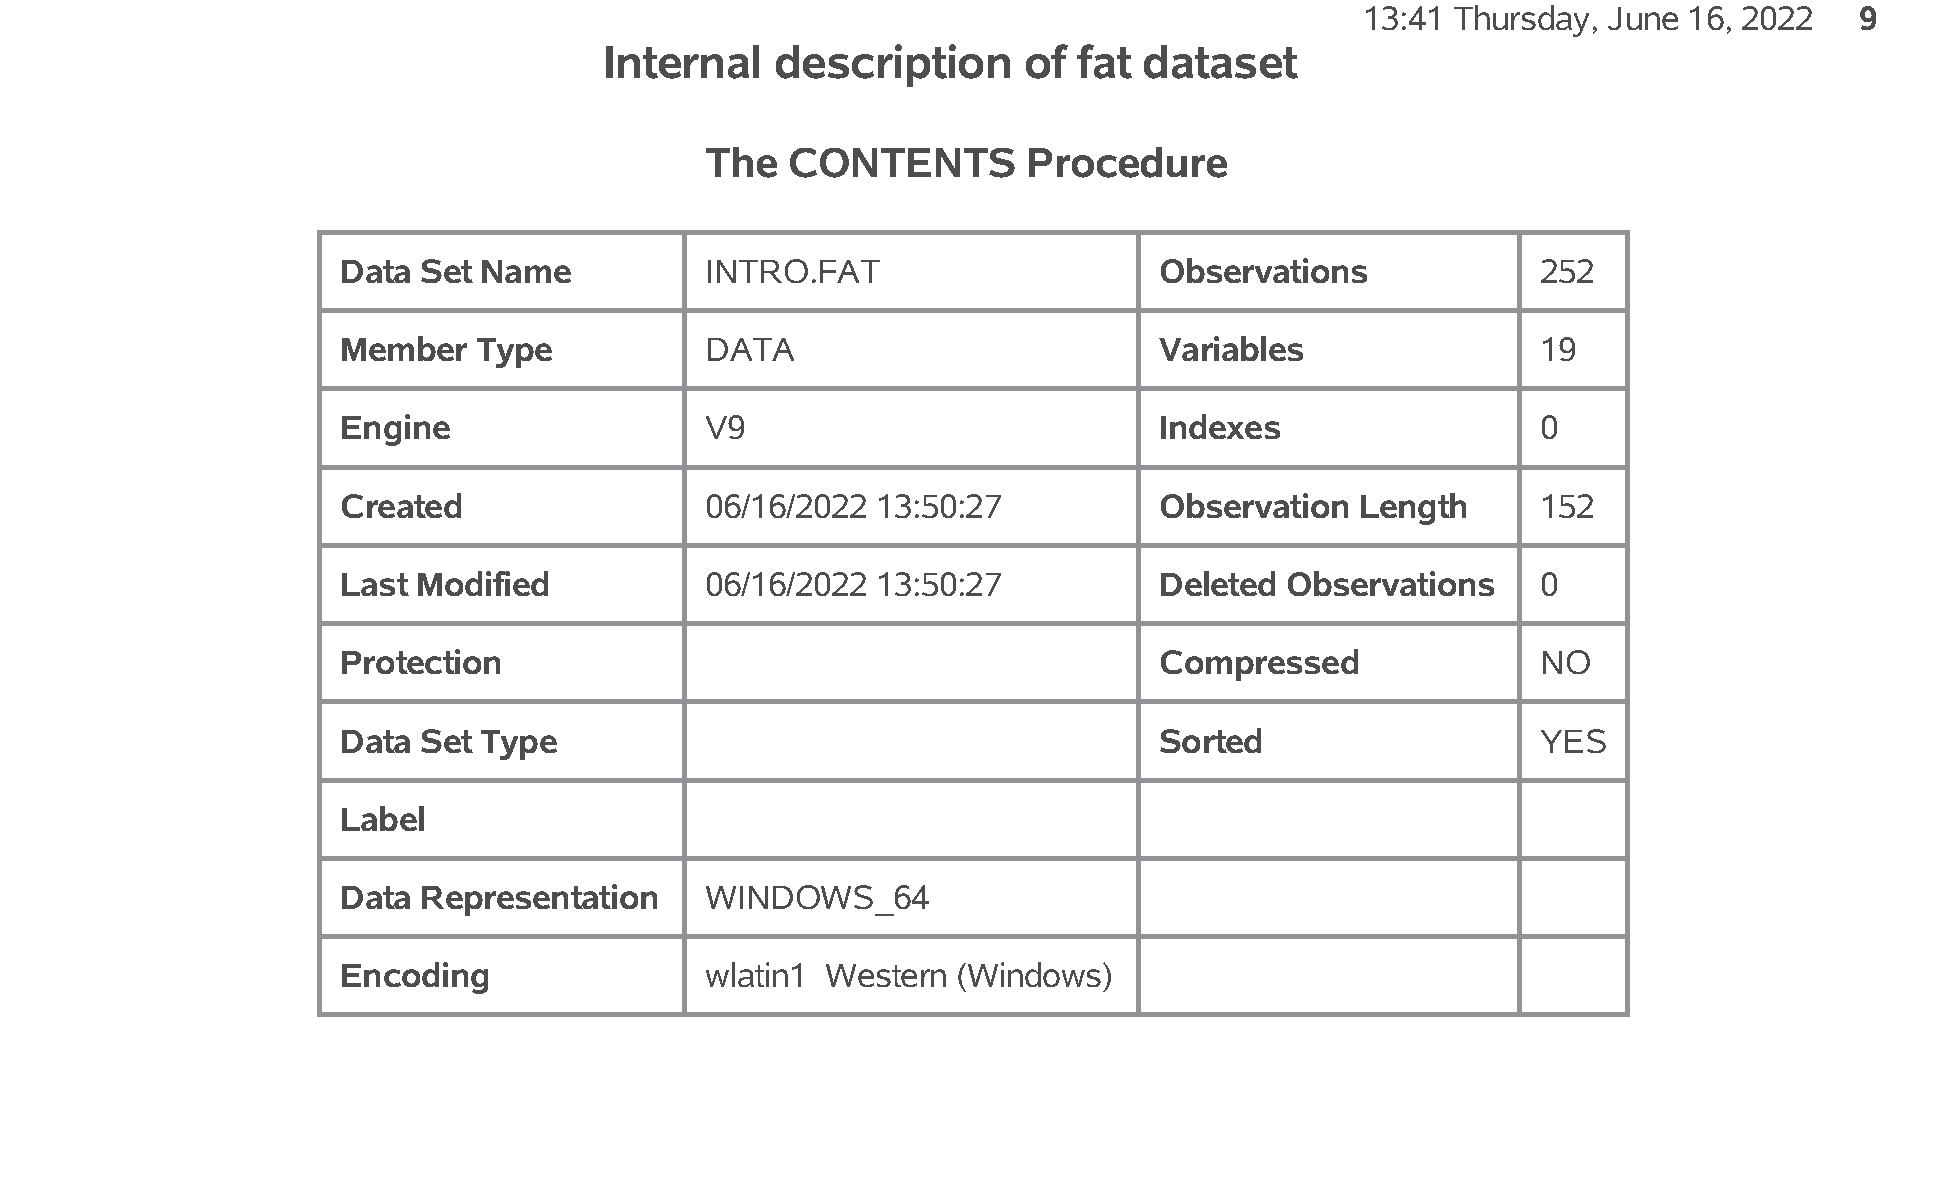 13:41 Thursday, June 16, 2022 9
Internal description of fat dataset
The CONTENTS Procedure
Data Set Name INTRO.FAT Observations 252
Member Type DATA Variables 19
Engine V9 Indexes 0
Created 06/16/2022 13:50:27 Observation Length 152
Last Modified 06/16/2022 13:50:27 Deleted Observations 0
Protection Compressed NO
Data Set Type Sorted YES
Label
Data Representation WINDOWS_64
Encoding wlatin1 Western (Windows)